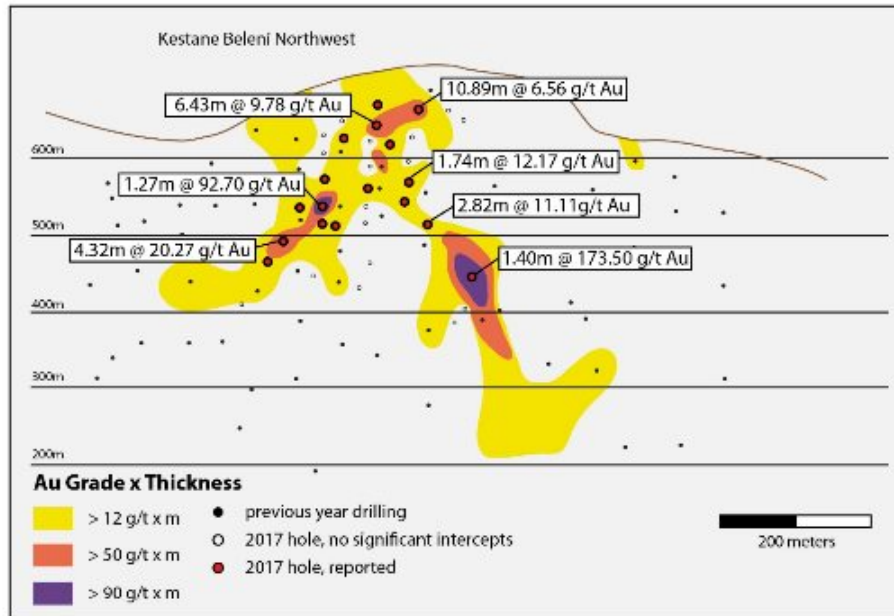 Kestane Beleni Northwest
10.89m @ 6.56 g/t Au
6.43m @ 9.78 g/t Au
600m
1.74m @ 12.17 g/t Au
1.27m @ 92.70 g/t Au
2.82m @ 11.11g/t Au
500m
4.32m @ 20.27 g/t Au
1.40m @ 173.50 g/t Au
400m
300m
200m
Au Grade x Thickness
> 12 g/t x m
> 50 g/t x m
> 90 g/t x m
previous year drilling
2017 hole, no significant intercepts
2017 hole, reported
200 meters